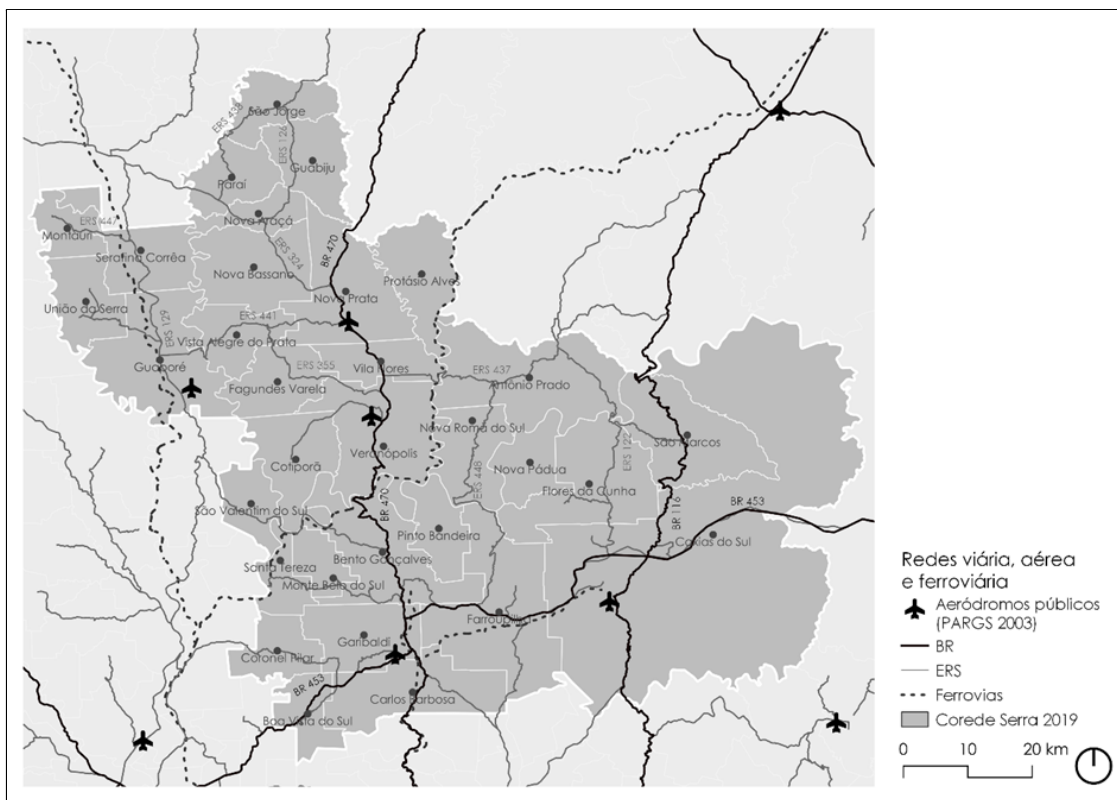 São Jorge
ERS 438
ERS 126
Guabiju
Paraí
Nova Araçá
ERS 447
Montauri
Serafina Corrêa
ERS 324
BR 470
Nova Bassano
Protásio Alves
Nova Prata
União da Serra
ERS 129
ERS 441
Vista Alegre do Prata
Guaporé
ERS 355
Vila Flores
ERS 437
Antônio Prado
Fagundes Varela
Nova Roma do Sul
São Marcos
ERS 122
Veranópolis
Cotiporã
Nova Pádua
ERS 448
Flores da Cunha
BR 470
São Valentim do Sul
BR 116
BR 453
Pinto Bandeira
Caxias do Sul
Bento Gonçalves
Santa Tereza
Monte Belo do Sul
Farroupilha
Garibaldi
Coronel Pilar
BR 453
Carlos Barbosa
Boa Vista do Sul
Redes viária, aérea
e ferroviária
Aeródromos públicos
(PARGS 2003)
BR
ERS
Ferrovias
Corede Serra 2019
0 10 20 km